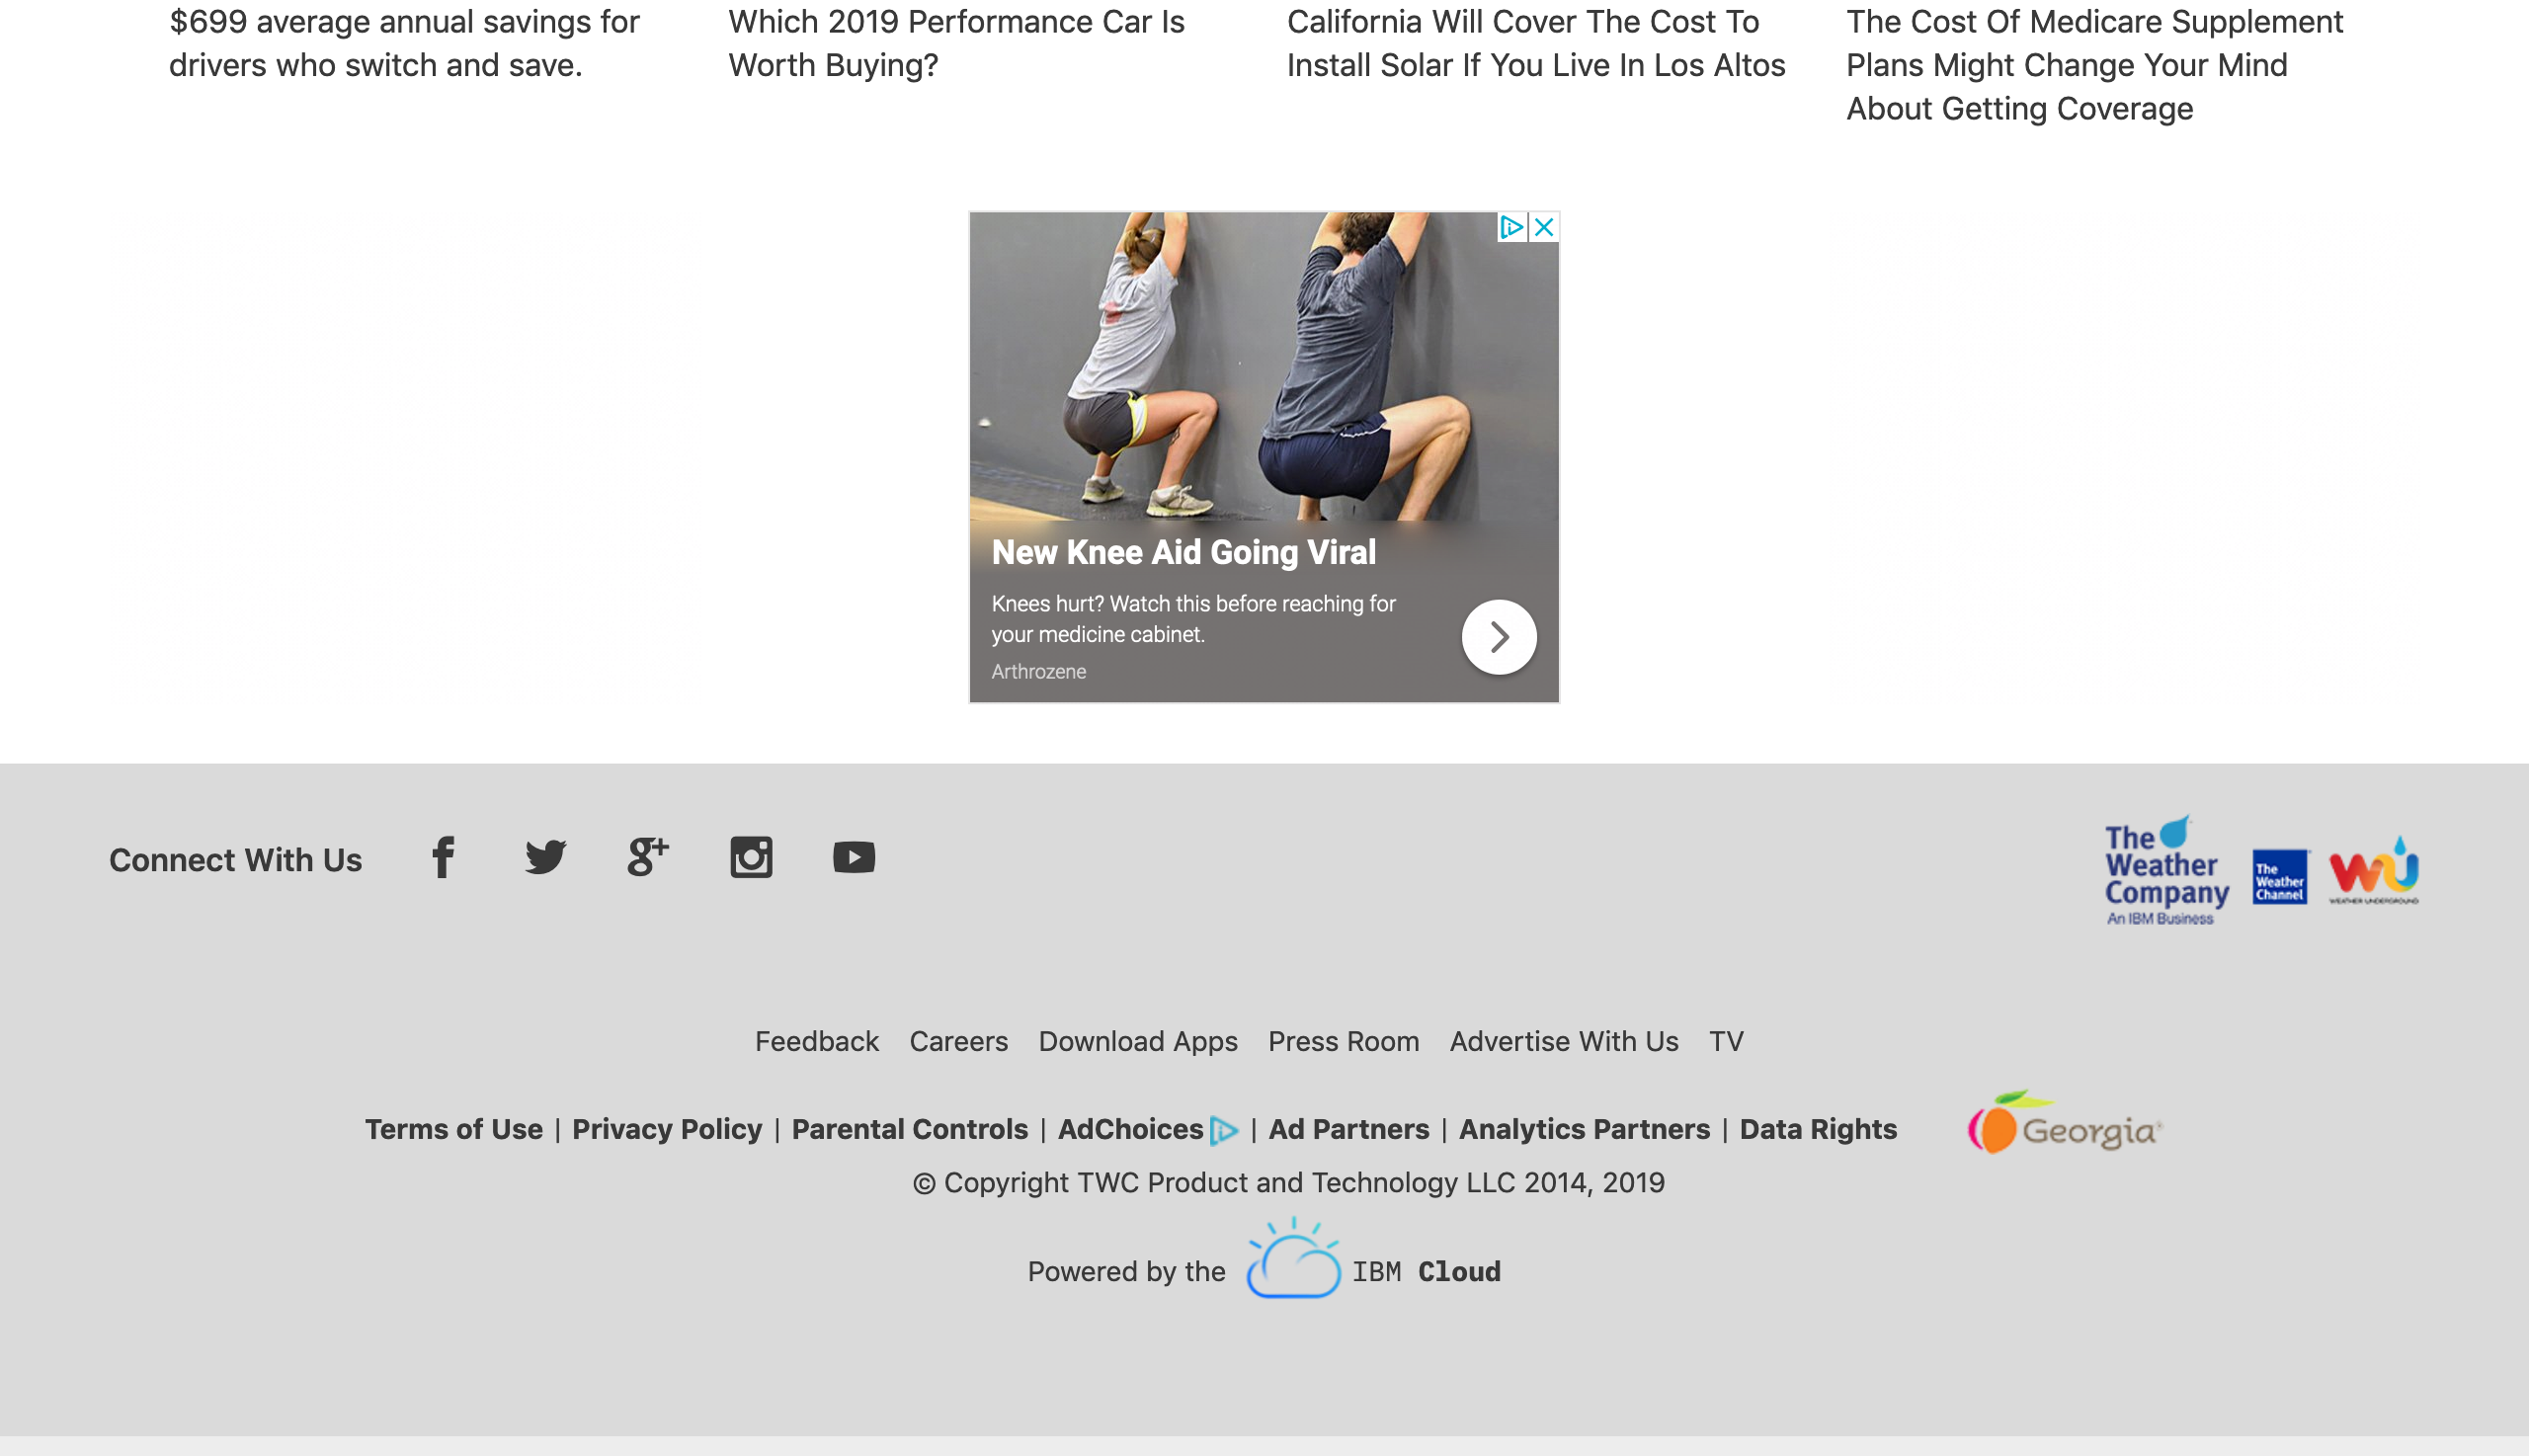 $699 average annual savings for
drivers who switch and save.
Which 2019 Performance Car Is
Worth Buying?
California Will Cover The Cost To
Install Solar If You Live In Los Altos
The Cost Of Medicare Supplement
Plans Might Change Your Mind
About Getting Coverage
New Knee Aid Going Viral
Knees hurt? Watch this before reaching for
your medicine cabinet.
Arthrozene
Connect With Us
The
Weather
Company
An IBM Business
The
Weather
Channel
WU
WEATHER UNDERGROUND
Feedback Careers Download Apps Press Room Advertise With Us TV
Terms of Use | Privacy Policy | Parental Controls | AdChoices | Ad Partners | Analytics Partners | Data Rights
Georgia
© Copyright TWC Product and Technology LLC 2014, 2019
Powered by the IBM Cloud